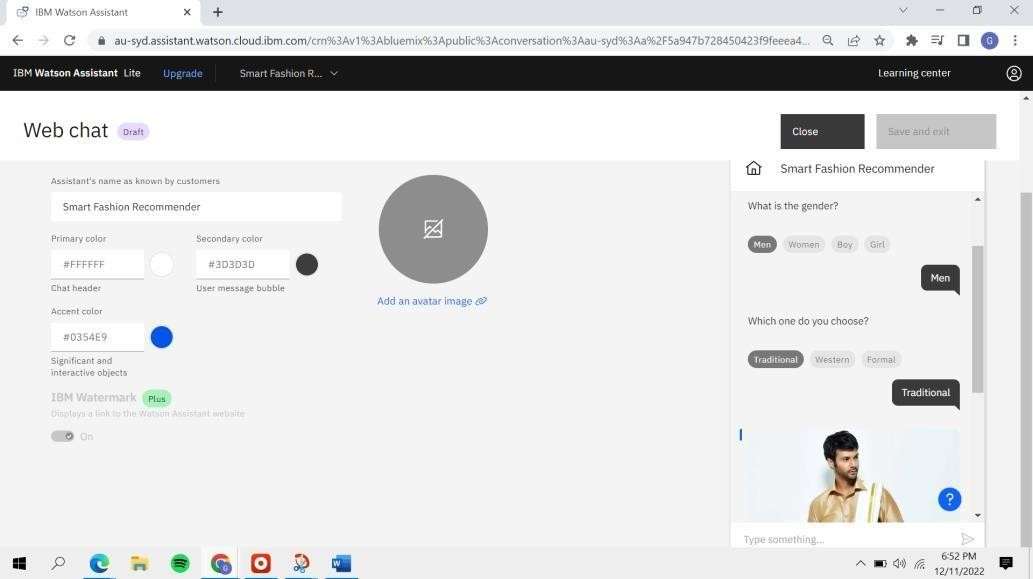 IBM Watson Assistant
au-syd.assistant.watson.cloud.ibm.com/crn%3Av1%3Abluemix%3Apublic%3Aconversation%3Aau-syd%3Aa%2F5a947b728450423f9feeea4...
G
IBM Watson Assistant Lite Upgrade Smart Fashion R... Learning center
Web chat Draft
Close Save and exit
Assistant's name as known by customers
Smart Fashion Recommender
Primary color Secondary color
#FFFFFF #3D3D3D
Chat header User message bubble
Accent color
#0354E9
Significant and
interactive objects
IBM Watermark Plus
Displays a link to the Watson Assistant website
On
Add an avatar image
Smart Fashion Recommender
What is the gender?
Men Women Boy Girl
Men
Which one do you choose?
Traditional Western Formal
Traditional
?
Type something...
6:52 PM
12/11/2022